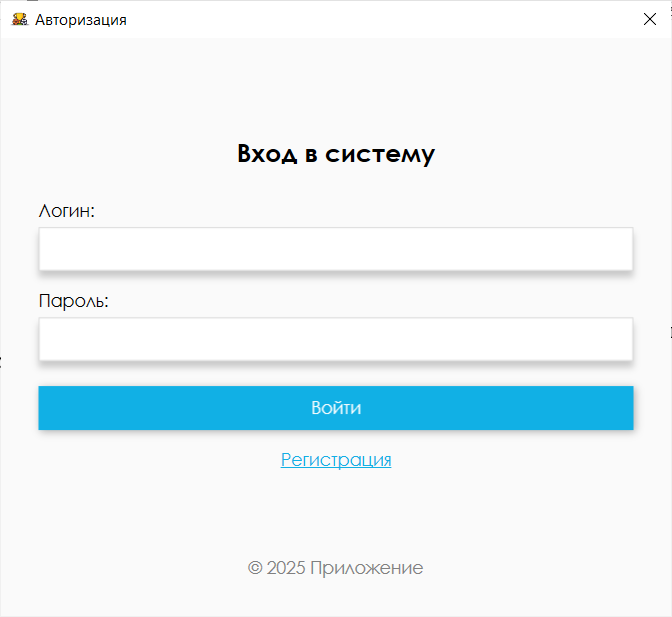 Авторизация
Вход в систему
Логин:
Пароль:
Войти
Регистрация
© 2025 Приложение